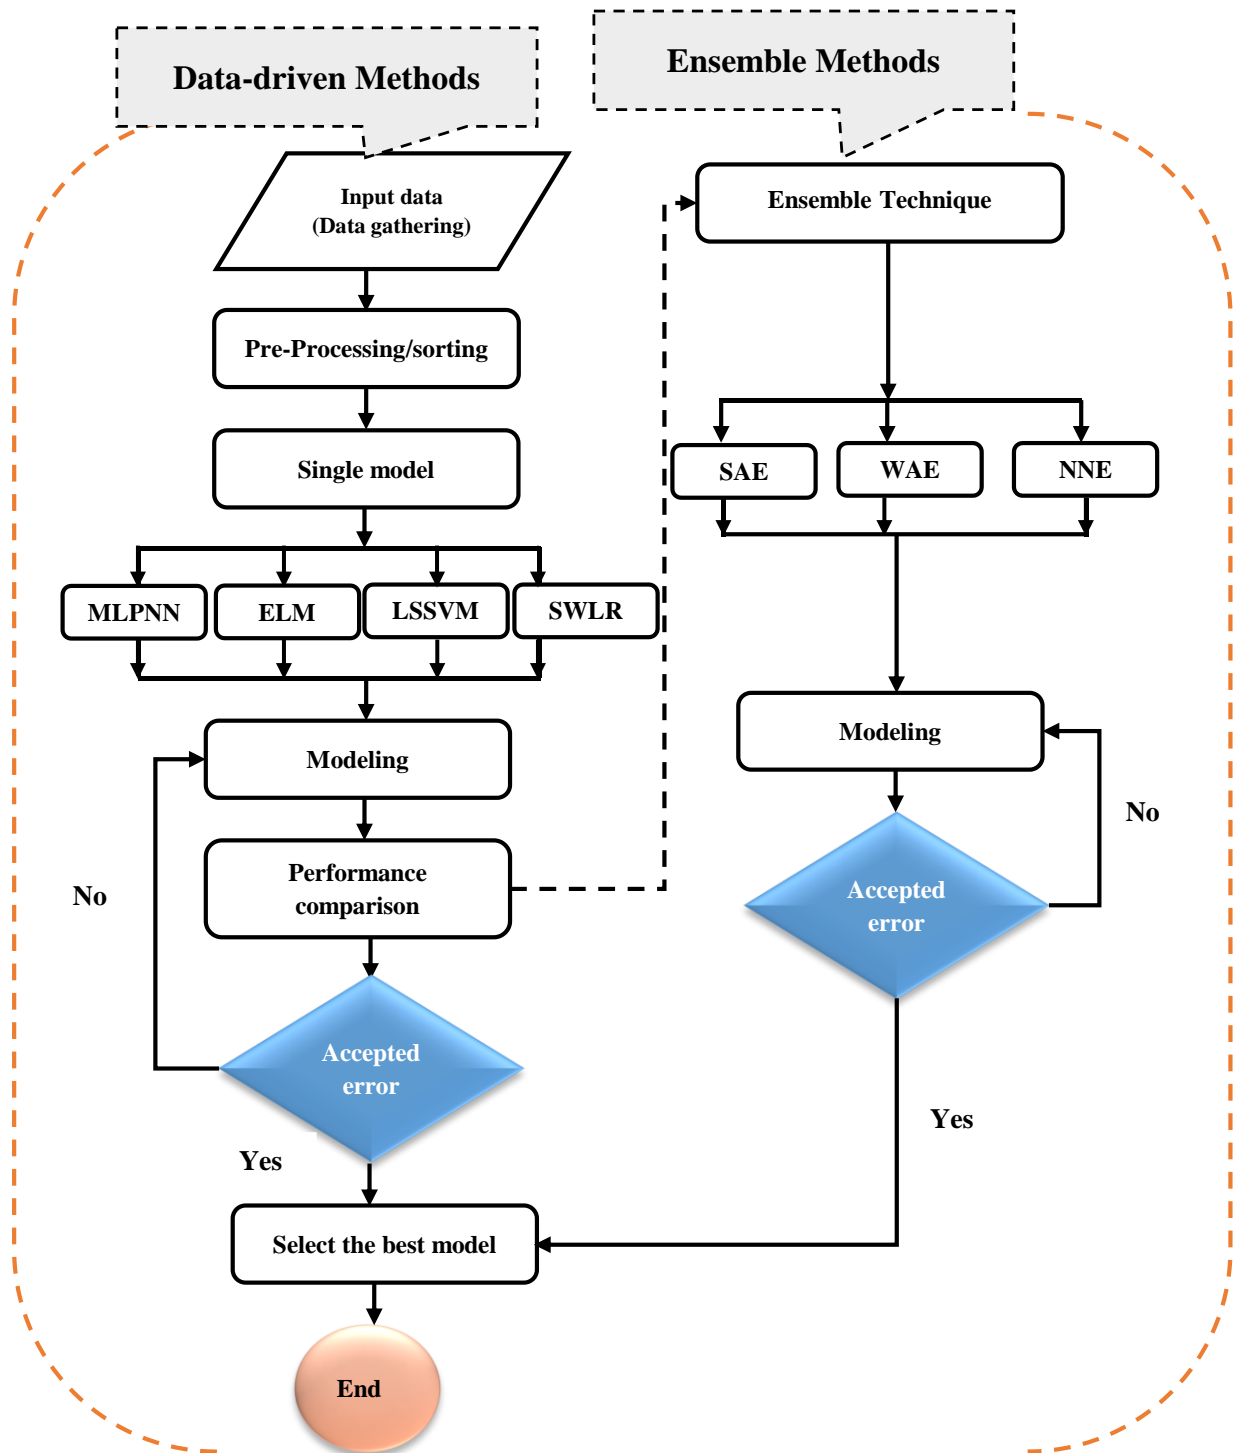 Data-driven Methods
Ensemble Methods
Input data
(Data gathering)
Pre-Processing/sorting
Single model
MLPNN
ELM
LSSVM
SWLR
Modeling
Performance
comparison
No
Accepted
error
Yes
Select the best model
End
Ensemble Technique
SAE
WAE
NNE
Modeling
No
Accepted
error
Yes